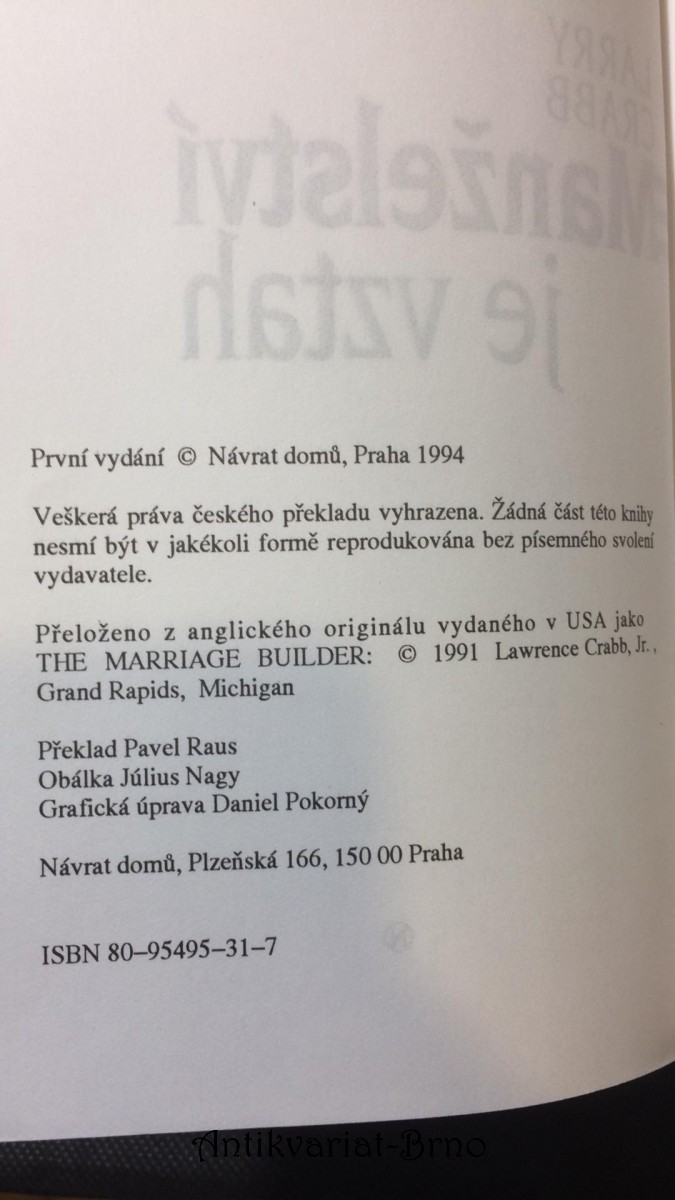 LARRY
CRABB
Manželství
je vztah
První vydání © Návrat domů, Praha 1994
Veškerá práva českého překladu vyhrazena. Žádná část této knihy
nesmí být v jakékoli formě reprodukována bez písemného svolení
vydavatele.
Přeloženo z anglického originálu vydaného v USA jako
THE MARRIAGE BUILDER: © 1991 Lawrence Crabb, Jr.,
Grand Rapids, Michigan
Překlad Pavel Raus
Obálka Július Nagy
Grafická úprava Daniel Pokorný
Návrat domů, Plzeňská 166, 150 00 Praha
ISBN 80–95495–31–7
Antikvariat-Brno